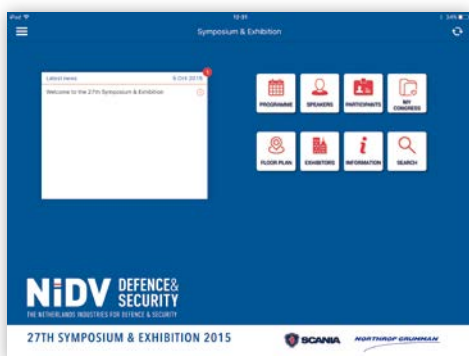 iPad
10:31
34%
Symposium & Exhibition
Latest news
5 Oct 2015
1
Welcome to the 27th Symposium & Exhibition
PROGRAMME
SPEAKERS
PARTICIPANTS
MY CONGRESS
FLOOR PLAN
EXHIBITORS
INFORMATION
SEARCH
NIDV DEFENCE& SECURITY
THE NETHERLANDS INDUSTRIES FOR DEFENCE & SECURITY
27TH SYMPOSIUM & EXHIBITION 2015
SCANIA
NORTHROP GRUMMAN